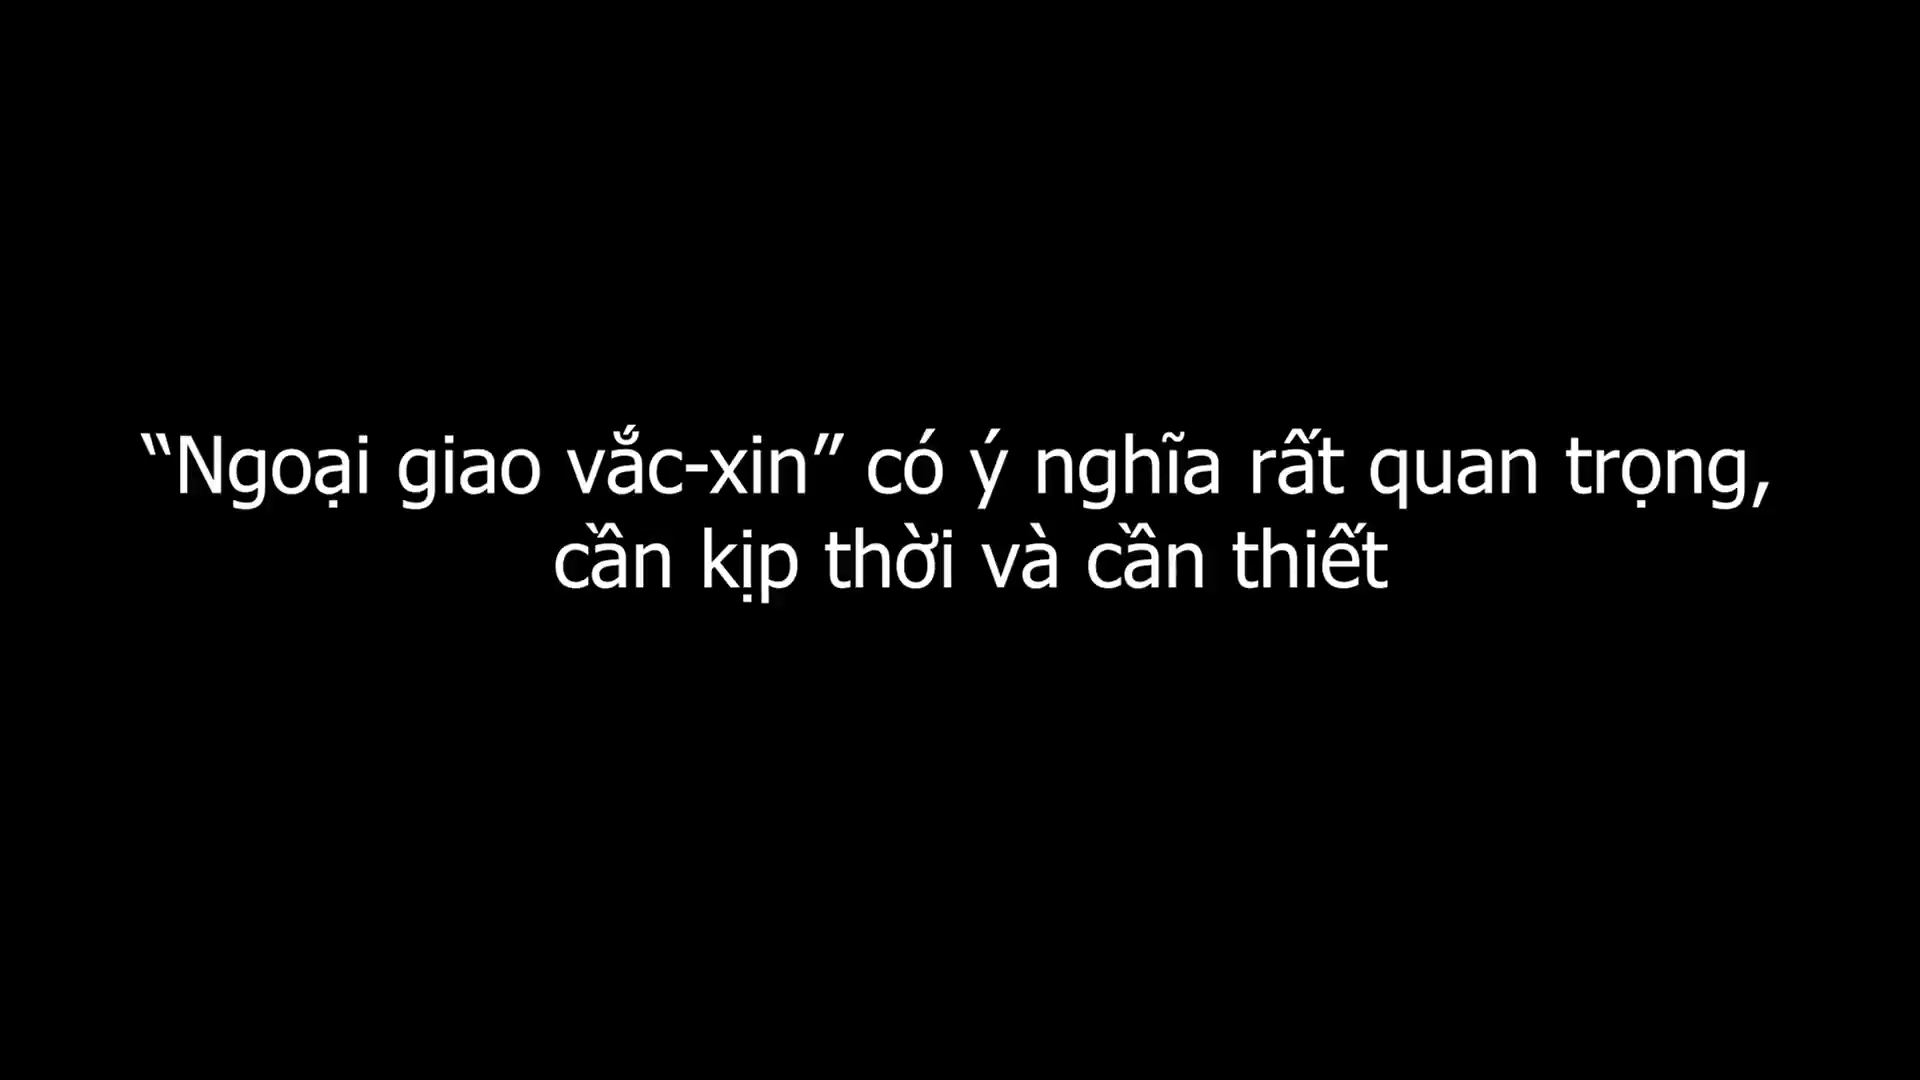 “Ngoại giao vắc-xin” có ý nghĩa rất quan trọng,
cần kịp thời và cần thiết